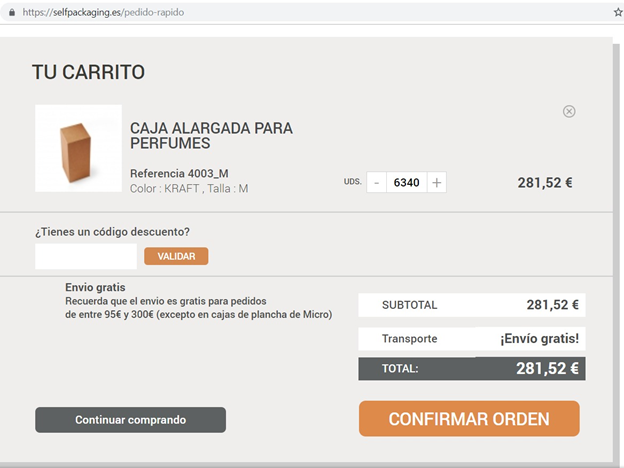 https://selfpackaging.es/pedido-rapido
TU CARRITO
CAJA ALARGADA PARA
PERFUMES
Referencia 4003_M
Color : KRAFT , Talla : M
UDS. - 6340 + 281,52 €
¿Tienes un código descuento?
VALIDAR
Envio gratis
Recuerda que el envio es gratis para pedidos
de entre 95€ y 300€ (excepto en cajas de plancha de Micro)
SUBTOTAL 281,52 €
Transporte ¡Envío gratis!
TOTAL: 281,52 €
Continuar comprando
CONFIRMAR ORDEN